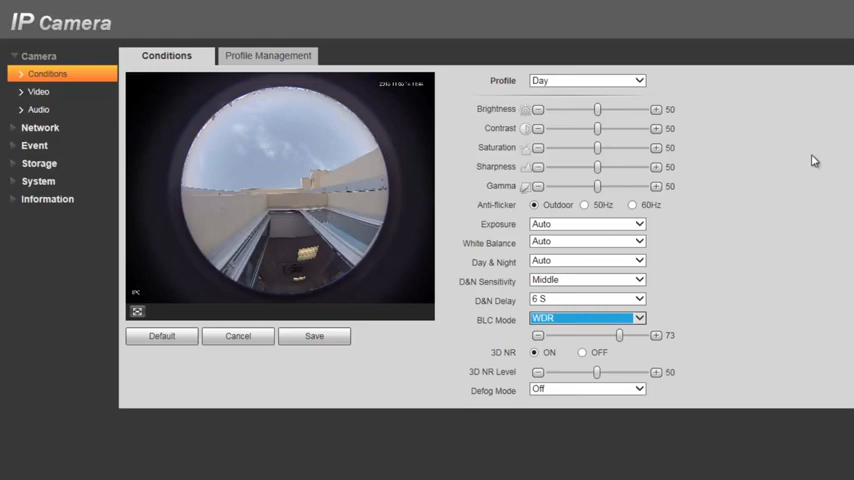 IP Camera
Camera
Conditions
Video
Audio
Network
Event
Storage
System
Information
Conditions
Profile Management
IPC
Default
Cancel
Save
Profile Day
Brightness 50
Contrast 50
Saturation 50
Sharpness 50
Gamma 50
Anti-flicker Outdoor 50Hz 60Hz
Exposure Auto
White Balance Auto
Day & Night Auto
D&N Sensitivity Middle
D&N Delay 6 S
BLC Mode WDR
73
3D NR ON OFF
3D NR Level 50
Defog Mode Off